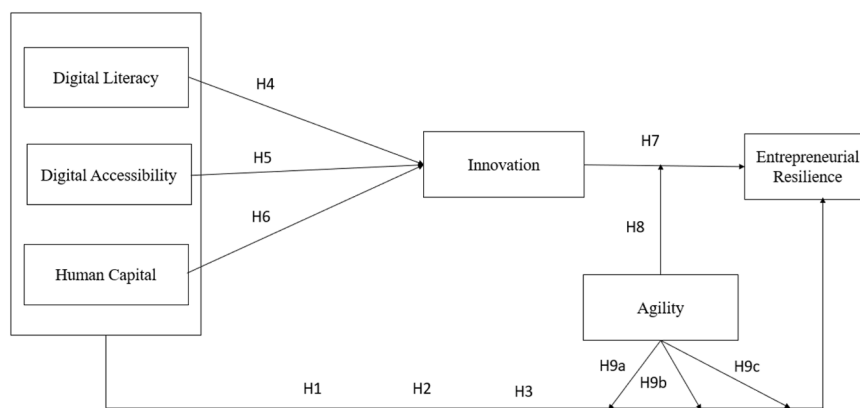 Digital Literacy
H4
Digital Accessibility
H5
Human Capital
H6
Innovation
H7
Entrepreneurial
Resilience
H8
Agility
H9a
H9b
H9c
H1
H2
H3